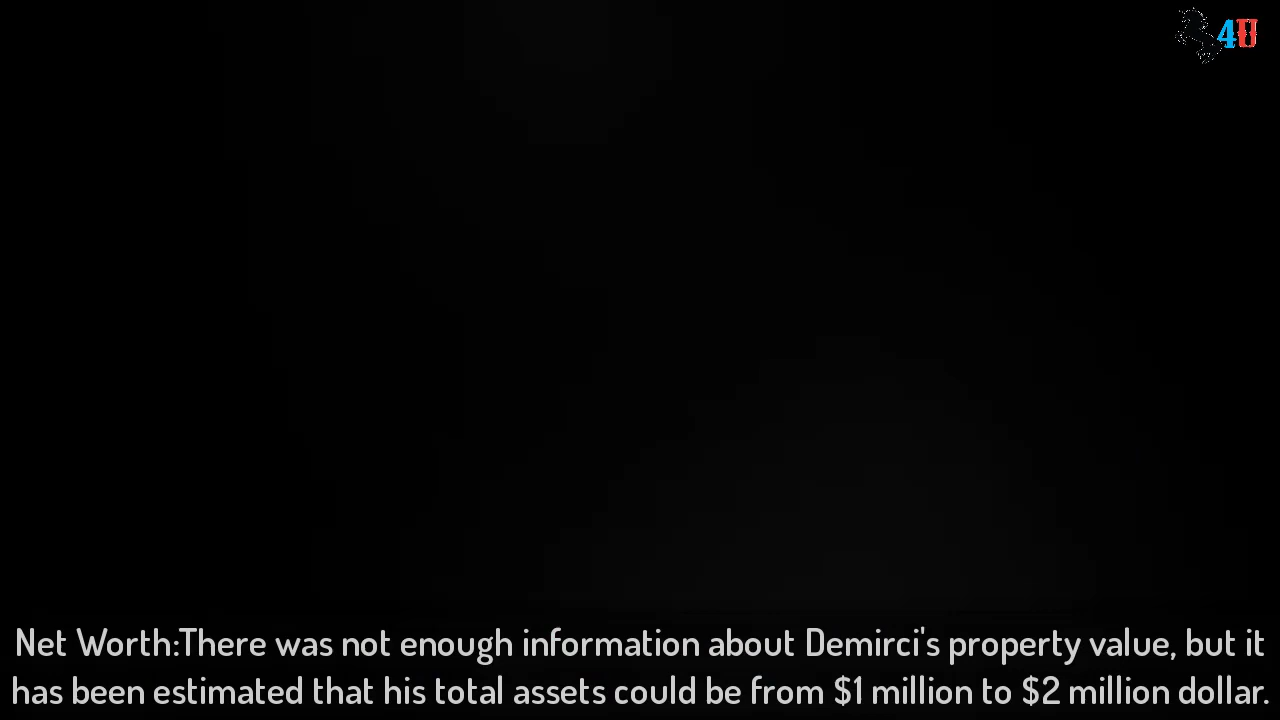 4U
Net Worth:There was not enough information about Demirci's property value, but it
has been estimated that his total assets could be from $1 million to $2 million dollar.